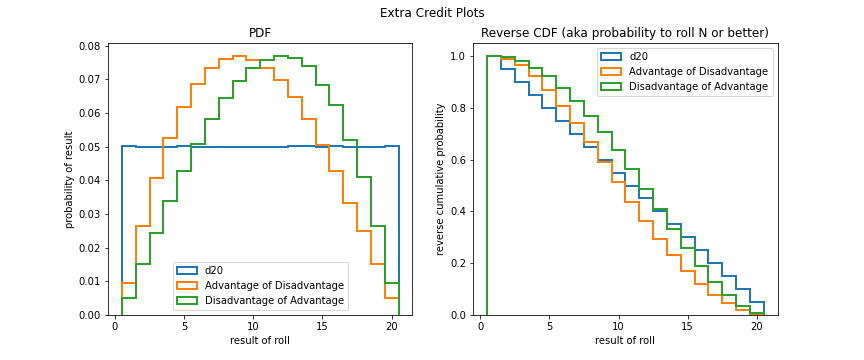 Extra Credit Plots
PDF
probability of result
0.08
0.07
0.06
0.05
0.04
0.03
0.02
0.01
0.00
d20
Advantage of Disadvantage
Disadvantage of Advantage
0
5
10
15
20
result of roll
Reverse CDF (aka probability to roll N or better)
reverse cumulative probability
1.0
0.8
0.6
0.4
0.2
0.0
d20
Advantage of Disadvantage
Disadvantage of Advantage
0
5
10
15
20
result of roll